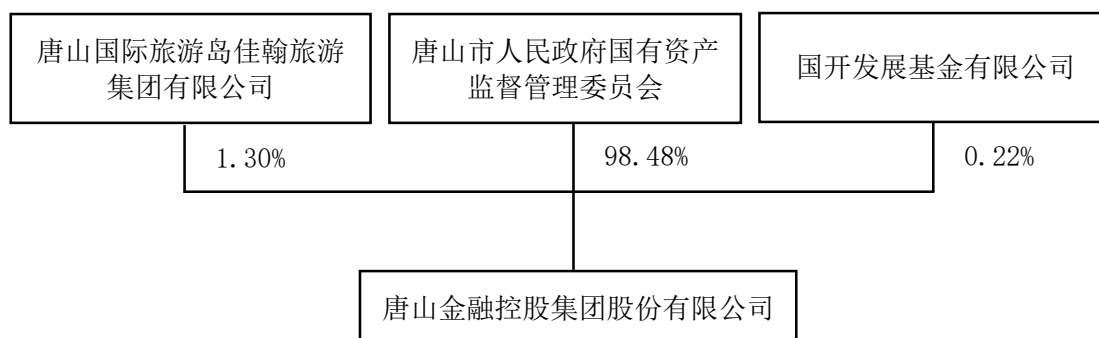 唐山国际旅游岛佳翰旅游
集团有限公司
唐山市人民政府国有资产
监督管理委员会
国开发展基金有限公司
1.30%
98.48%
0.22%
唐山金融控股集团股份有限公司